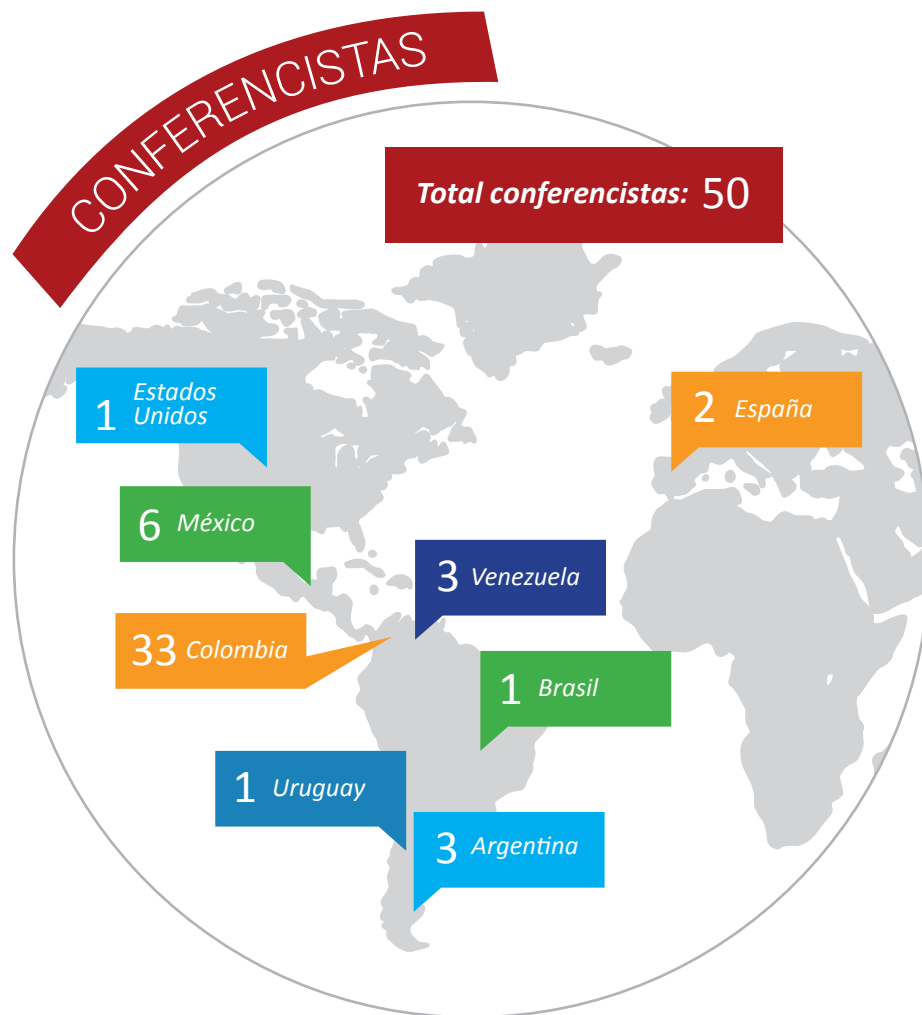 CONFERENCISTAS
Total conferencistas: 50
1 Estados
Unidos
2 España
6 México
3 Venezuela
33 Colombia
1 Brasil
1 Uruguay
3 Argentina